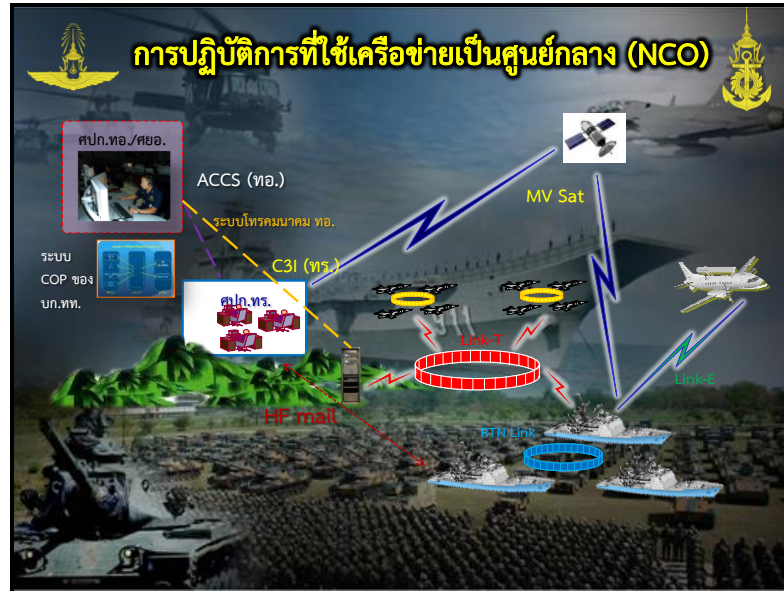 การปฏิบัติการที่ใช้เครือข่ายเป็นศูนย์กลาง (NCO)
ศปก.ทอ./ศยอ.
ACCS (ทอ.)
ระบบโทรคมนาคม ทอ.
MV Sat
ระบบ
COP ของ
บก.ทท.
C3I (ทร.)
ศปก.ทร.
Link-I
Link-E
HF mail
BTN Link